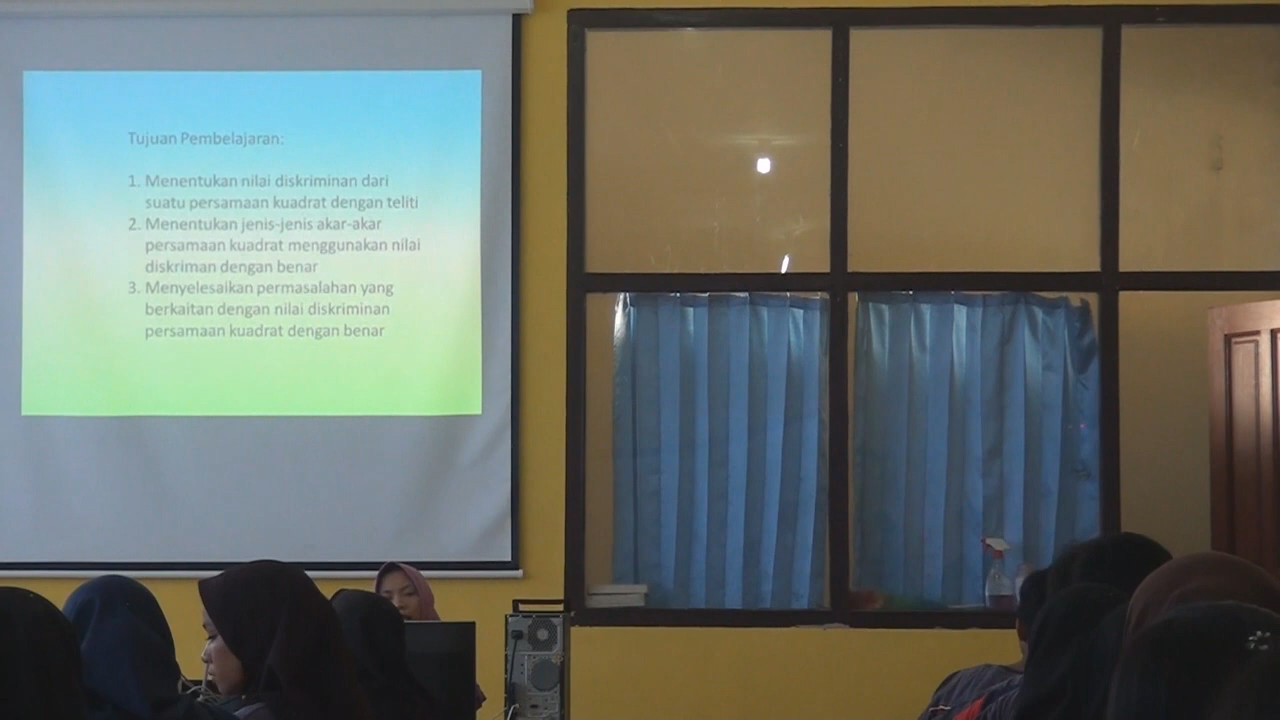 Tujuan Pembelajaran:
1. Menentukan nilai diskriminan dari
suatu persamaan kuadrat dengan teliti
2. Menentukan jenis-jenis akar-akar
persamaan kuadrat menggunakan nilai
diskriman dengan benar
3. Menyelesaikan permasalahan yang
berkaitan dengan nilai diskriminan
persamaan kuadrat dengan benar